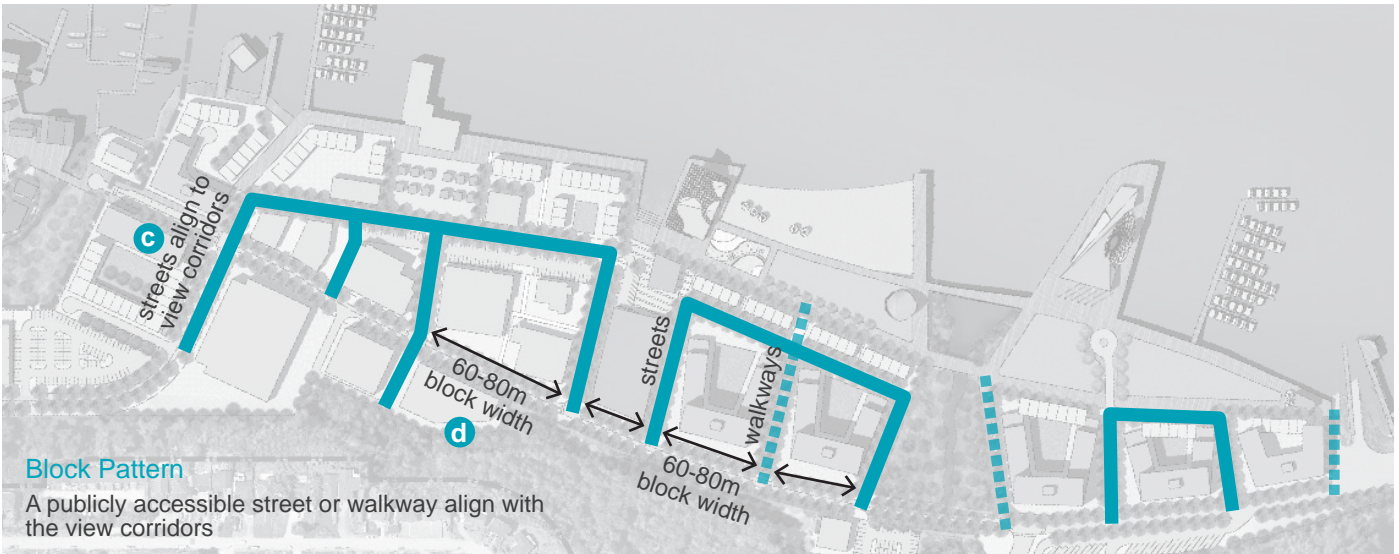 c
streets align to
view corridors
60-80m
block width
d
streets
walkways
60-80m
block width
Block Pattern
A publicly accessible street or walkway align with
the view corridors